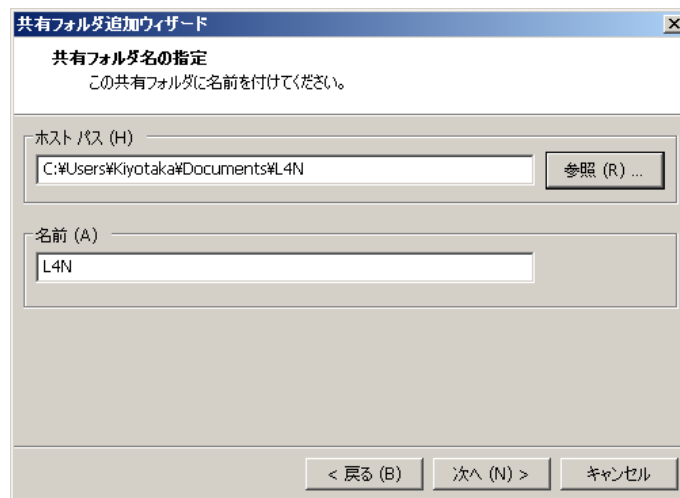 共有フォルダ追加ウィザード
共有フォルダ名の指定
この共有フォルダに名前を付けてください。
ホスト パス (H)
C:¥Users¥Kiyotaka¥Documents¥L4N
参照 (R) ...
名前 (A)
L4N
< 戻る (B)
次へ (N) >
キャンセル